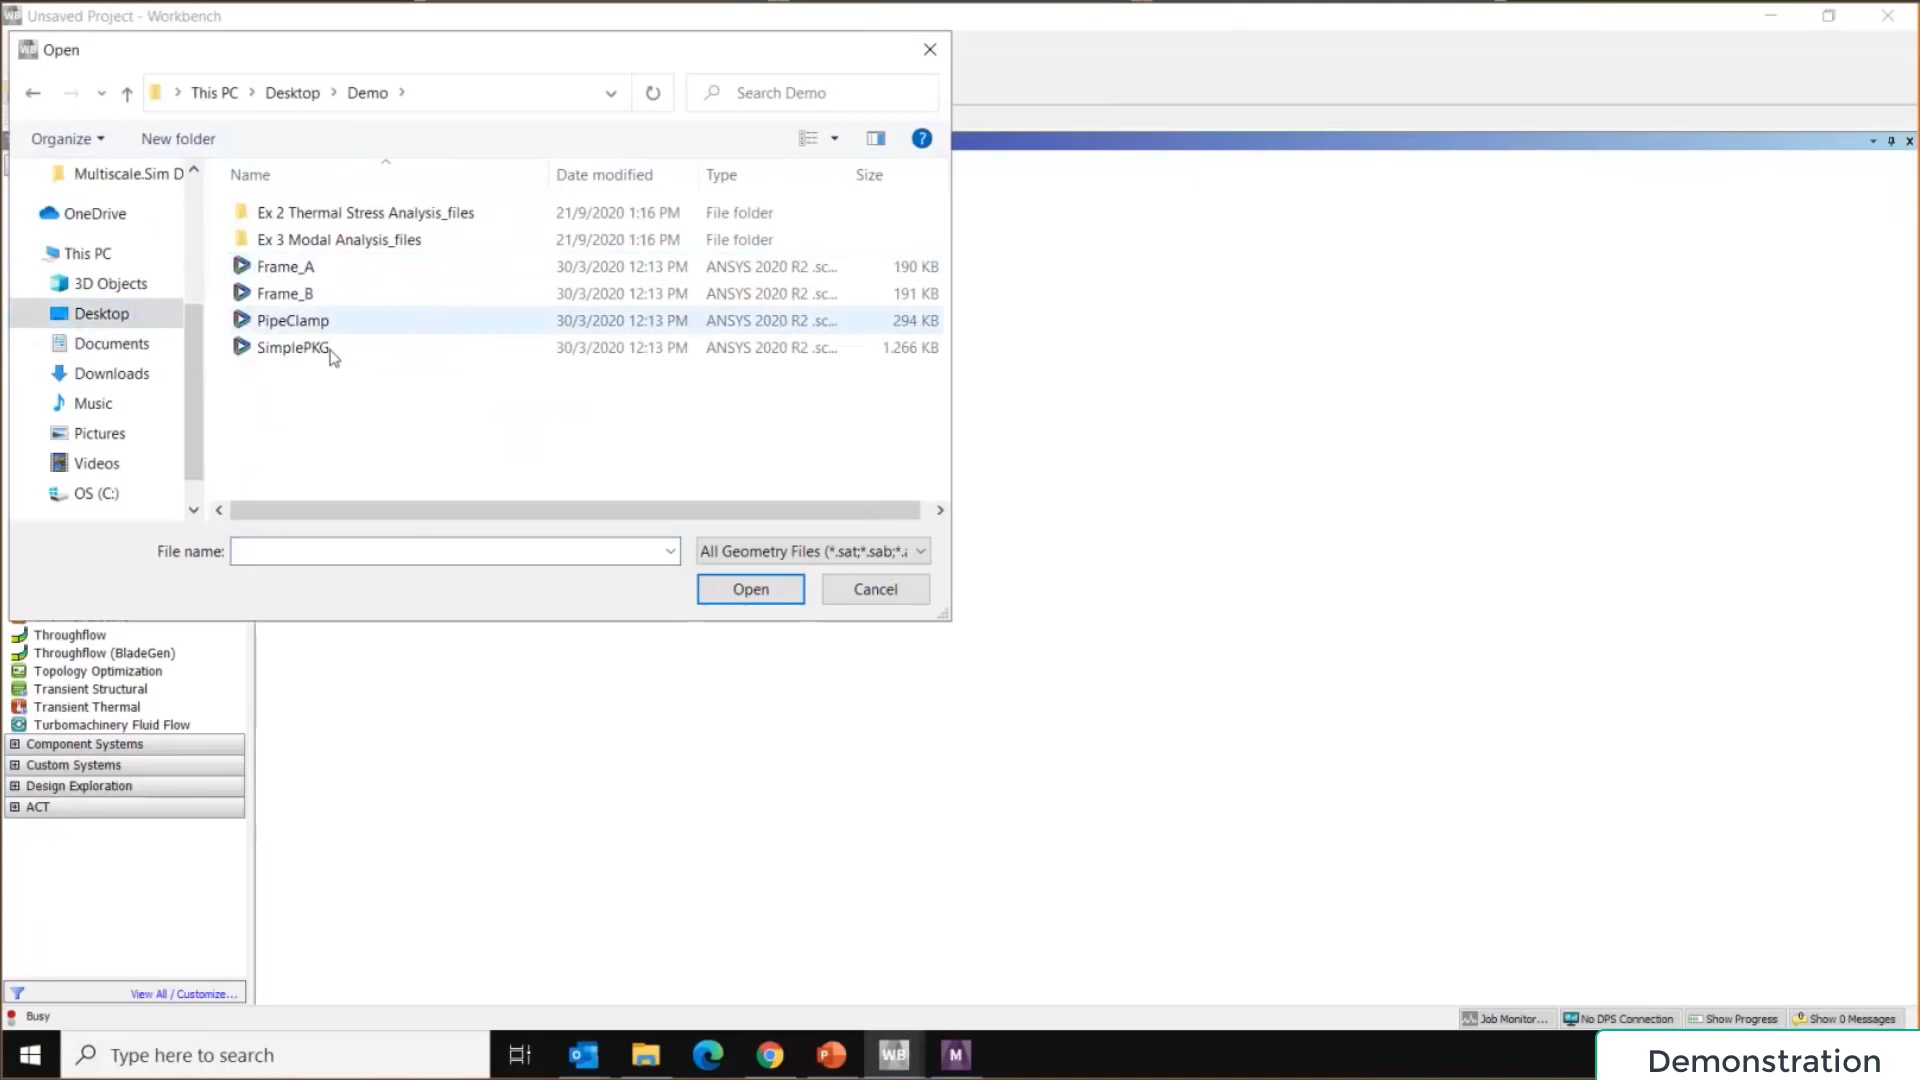 Unsaved Project - Workbench
Open
This PC
Desktop
Demo
Search Demo
Organize
New folder
Multiscale.Sim D
OneDrive
This PC
3D Objects
Desktop
Documents
Downloads
Music
Pictures
Videos
OS (C:)
Name
Date modified
Type
Size
Ex 2 Thermal Stress Analysis_files
21/9/2020 1:16 PM
File folder
Ex 3 Modal Analysis_files
21/9/2020 1:16 PM
File folder
Frame_A
30/3/2020 12:13 PM
ANSYS 2020 R2 .sc...
190 KB
Frame_B
30/3/2020 12:13 PM
ANSYS 2020 R2 .sc...
191 KB
PipeClamp
30/3/2020 12:13 PM
ANSYS 2020 R2 .sc...
294 KB
SimplePKG
30/3/2020 12:13 PM
ANSYS 2020 R2 .sc...
1.266 KB
File name:
All Geometry Files (*.sat;*.sab;*.
Open
Cancel
Throughflow
Throughflow (BladeGen)
Topology Optimization
Transient Structural
Transient Thermal
Turbomachinery Fluid Flow
Component Systems
Custom Systems
Design Exploration
ACT
View All / Customize...
Busy
Job Monitor...
No DPS Connection
Show Progress
Show 0 Messages
Type here to search
Demonstration